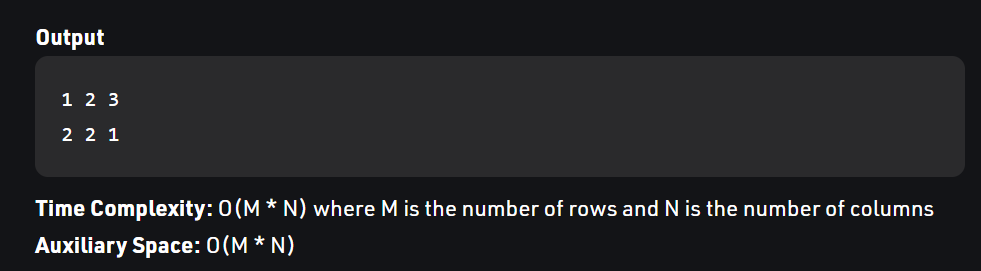 Output
1 2 3
2 2 1
Time Complexity: O(M * N) where M is the number of rows and N is the number of columns
Auxiliary Space: O(M * N)